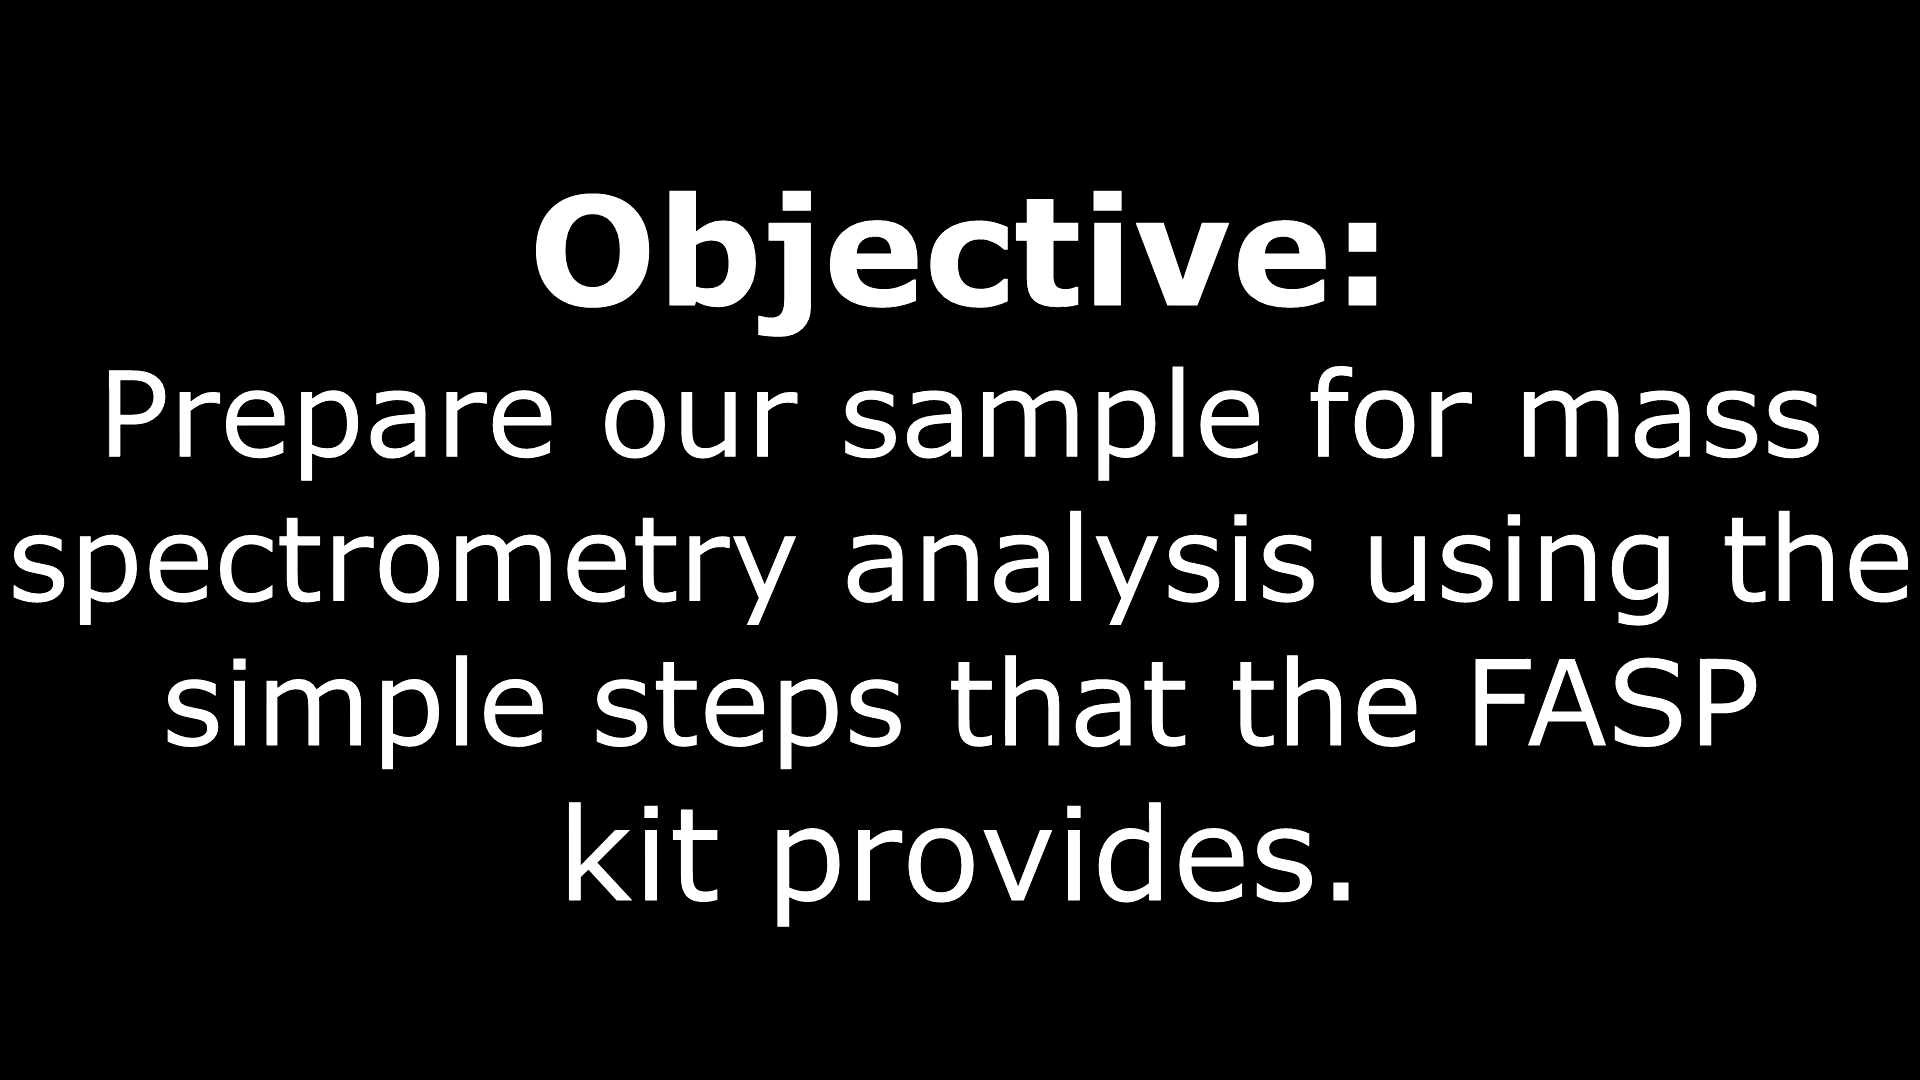 Objective:
Prepare our sample for mass
spectrometry analysis using the
simple steps that the FASP
kit provides.